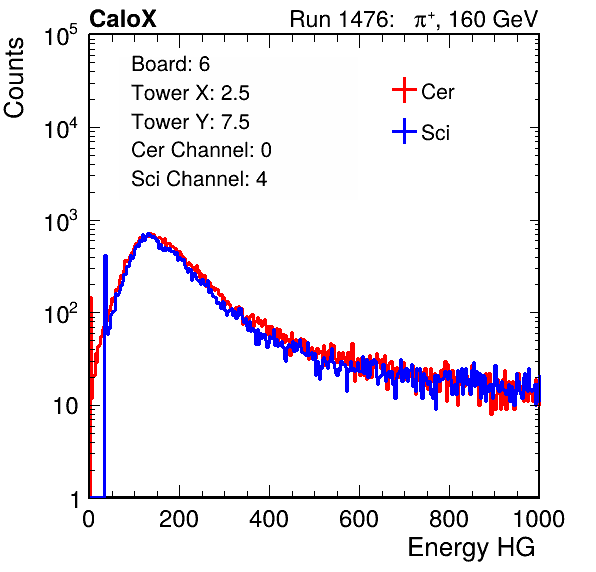 CaloX Run 1476: π⁺, 160 GeV
Counts
10⁵
10⁴
10³
10²
10
1
Board: 6
Tower X: 2.5
Tower Y: 7.5
Cer Channel: 0
Sci Channel: 4
Cer
Sci
0 200 400 600 800 1000
Energy HG